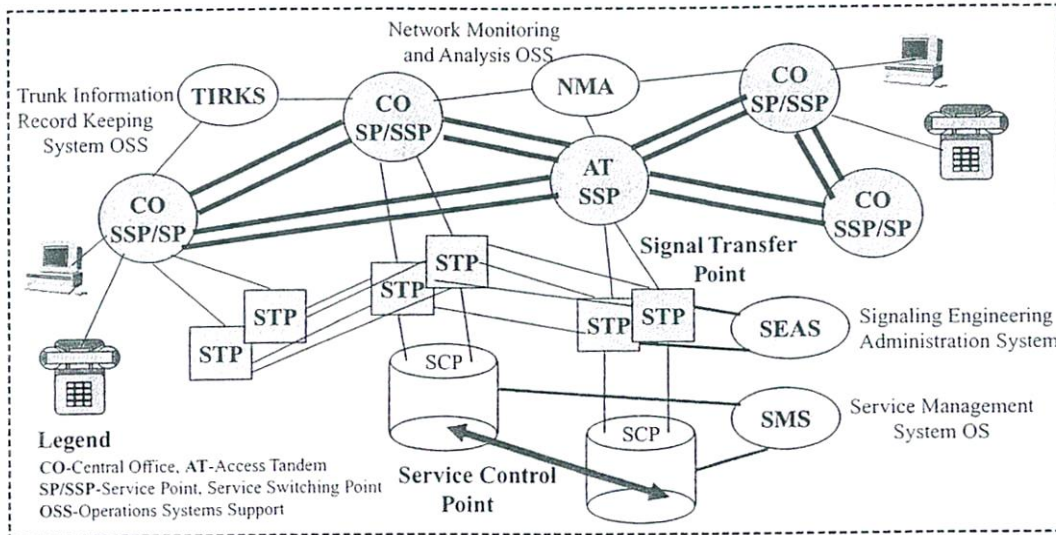 Network Monitoring
and Analysis OSS
Trunk Information
Record Keeping
System OSS
TIRKS
CO
SP/SSP
NMA
CO
SP/SSP
CO
SSP/SP
AT
SSP
CO
SSP/SP
Signal Transfer
Point
STP
STP
STP
STP
STP
STP
SEAS
Signaling Engineering
Administration System
SCP
SCP
SMS
Service Management
System OS
Service Control
Point
Legend
CO-Central Office, AT-Access Tandem
SP/SSP-Service Point, Service Switching Point
OSS-Operations Systems Support